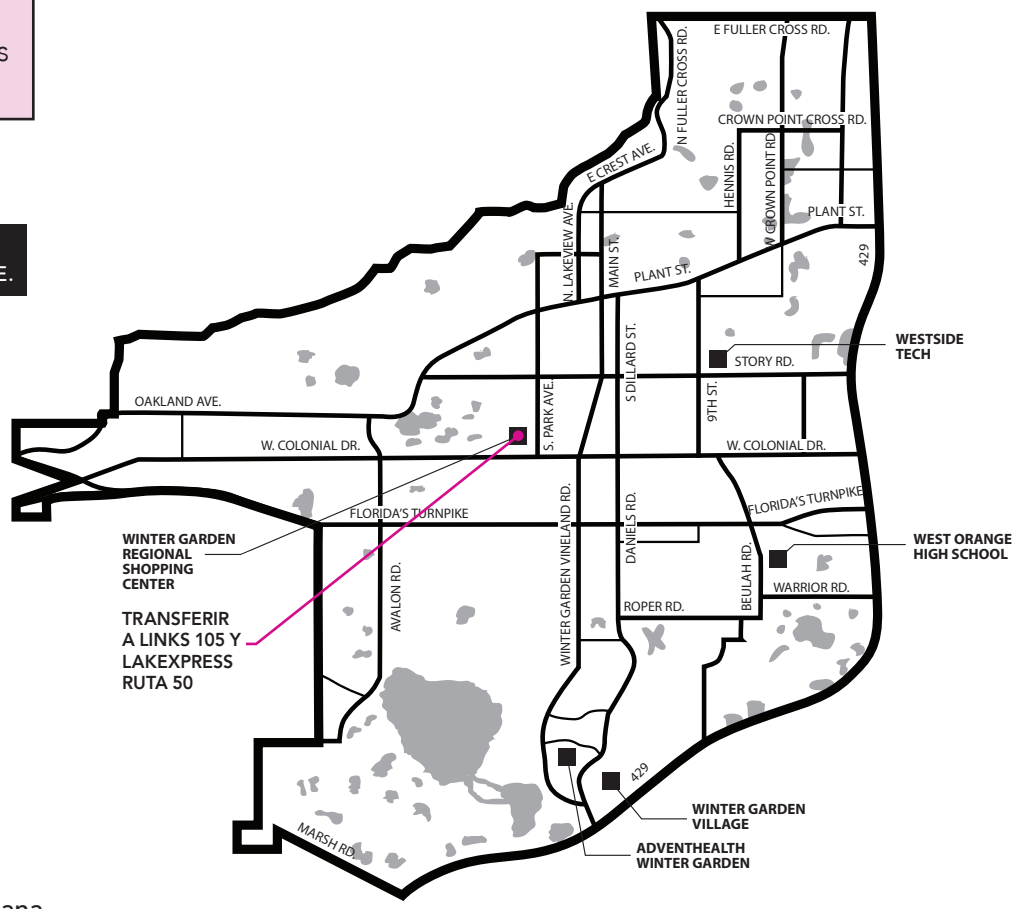 S
E.
E FULLER CROSS RD.
N FULLER CROSS RD.
CROWN POINT CROSS RD.
E CREST AVE.
HENNIS RD.
W CROWN POINT RD
PLANT ST.
N. LAKEVIEW AVE.
MAIN ST.
PLANT ST.
429
WESTSIDE
TECH
STORY RD.
S DILLARD ST.
S. PARK AVE.
9TH ST.
OAKLAND AVE.
W. COLONIAL DR.
W. COLONIAL DR.
FLORIDA'S TURNPIKE
FLORIDA'S TURNPIKE
WINTER GARDEN
REGIONAL
SHOPPING
CENTER
WEST ORANGE
HIGH SCHOOL
AVALON RD.
WINTER GARDEN VINELAND RD.
DANIELS RD.
BEULAH RD.
WARRIOR RD.
ROPER RD.
TRANSFERIR
A LINKS 105 Y
LAKEXPRESS
RUTA 50
429
WINTER GARDEN
VILLAGE
ADVENTHEALTH
WINTER GARDEN
MARSH RD.
ana